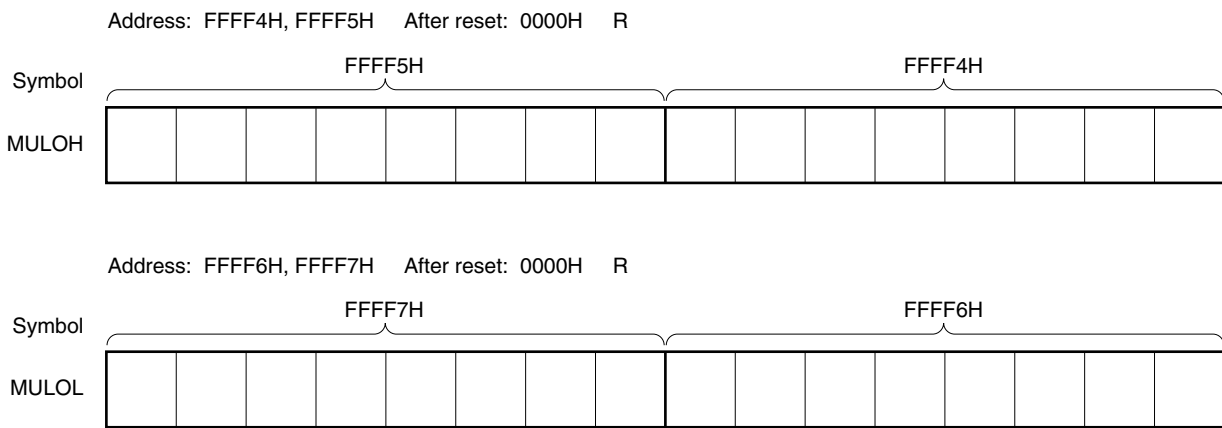 Address: FFFF4H, FFFF5H After reset: 0000H R
Symbol FFFF5H FFFF4H
MULOH
Address: FFFF6H, FFFF7H After reset: 0000H R
Symbol FFFF7H FFFF6H
MULOL